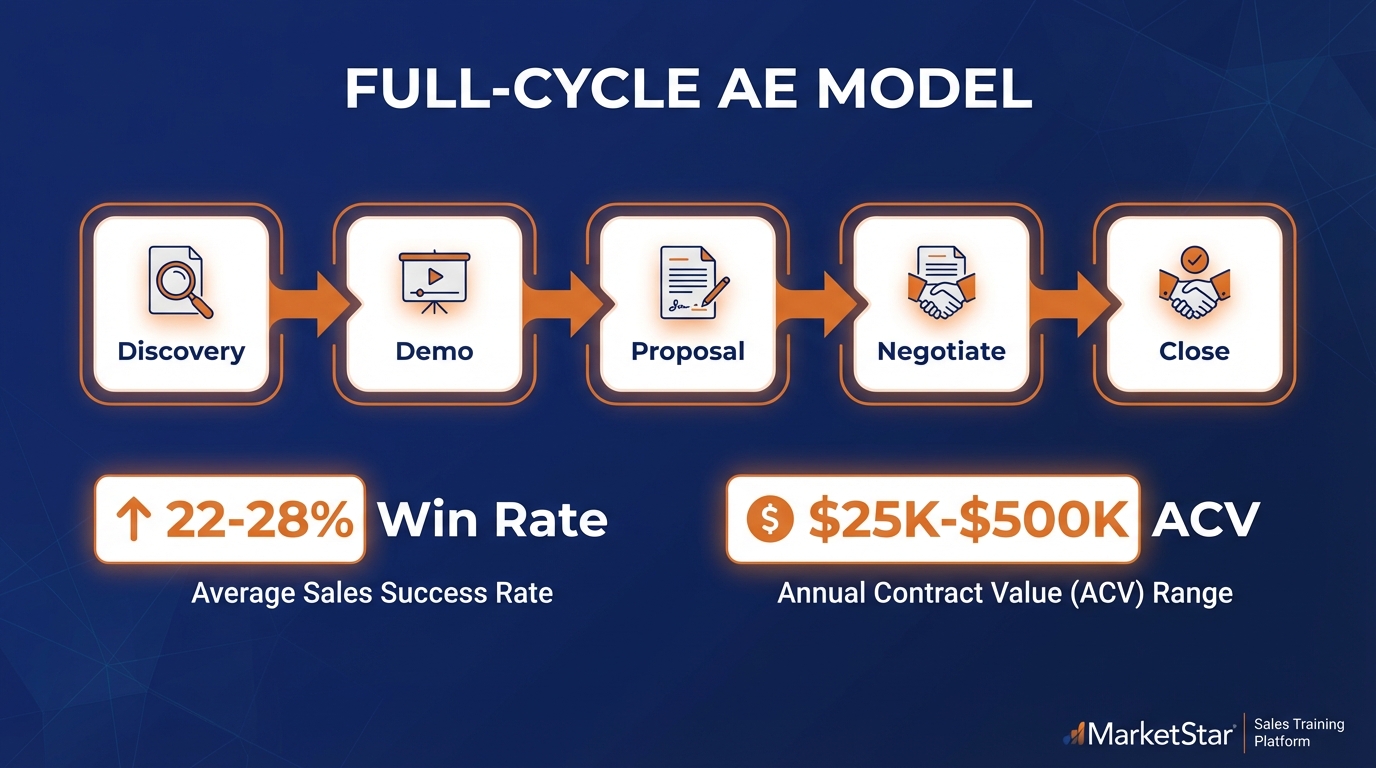 FULL-CYCLE AE MODEL
Discovery
Demo
Proposal
Negotiate
Close
22-28% Win Rate
Average Sales Success Rate
$ $25K-$500K ACV
Annual Contract Value (ACV) Range
MarketStar
Sales Training
Platform